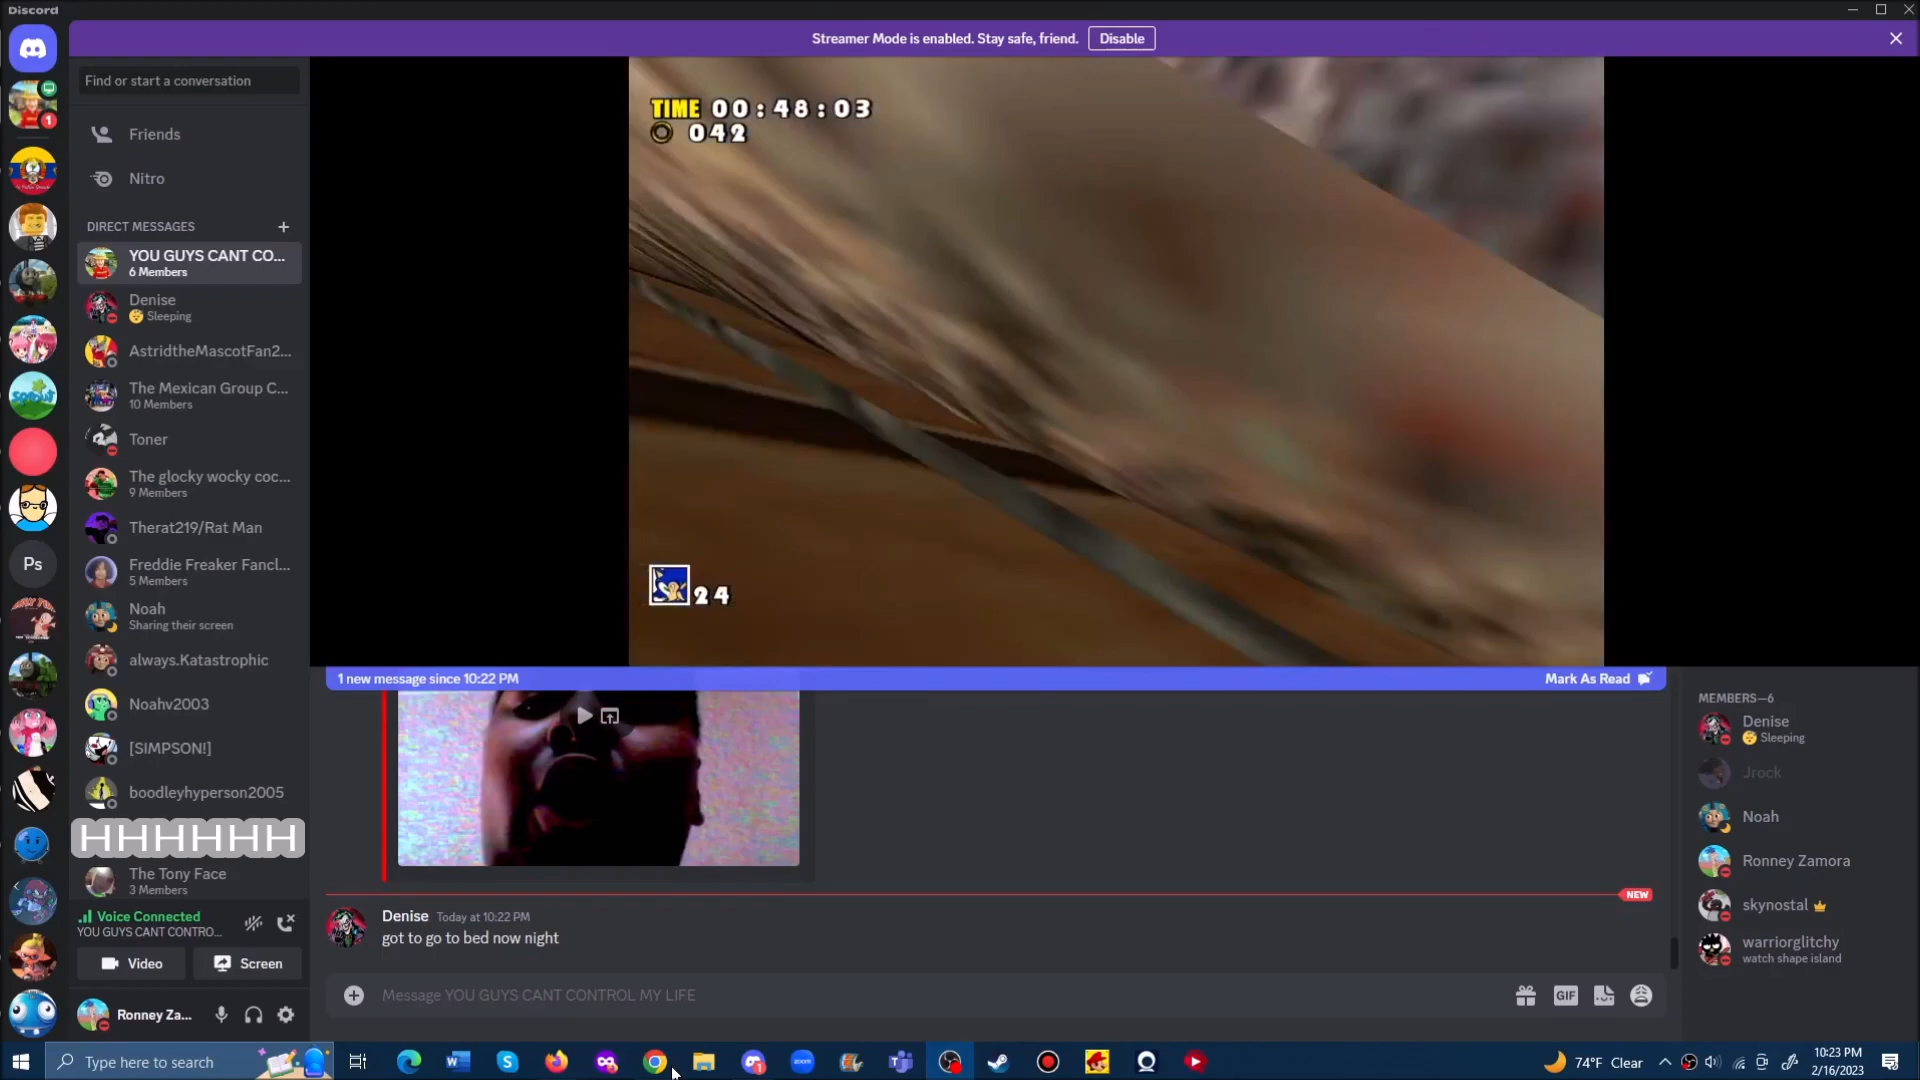 Discord
Streamer Mode is enabled. Stay safe, friend.
Disable
Find or start a conversation
Friends
Nitro
DIRECT MESSAGES
YOU GUYS CANT CO...
6 Members
Denise
Sleeping
AstridtheMascotFan2...
The Mexican Group C...
10 Members
Toner
The glocky wocky coc...
9 Members
Therat219/Rat Man
Freddie Freaker Fancl...
5 Members
Noah
Sharing their screen
always.Katastrophic
Noahv2003
[SIMPSON!]
boodleyhyperson2005
HHHHHH
The Tony Face
3 Members
Voice Connected
YOU GUYS CANT CONTRO...
Video
Screen
Ronney Za...
1
sprout
Ps
TIME 00:48:03
042
24
1 new message since 10:22 PM
Mark As Read
NEW
Denise Today at 10:22 PM
got to go to bed now night
Message YOU GUYS CANT CONTROL MY LIFE
GIF
MEMBERS—6
Denise
Sleeping
Jrock
Noah
Ronney Zamora
skynostal
warriorglitchy
watch shape island
Type here to search
zoom
74°F Clear
10:23 PM
2/16/2023